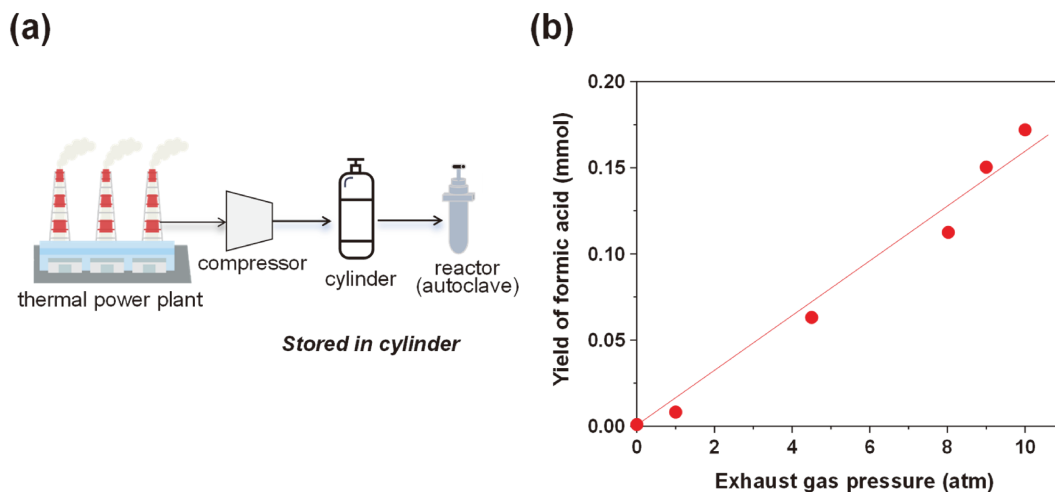 (a)
thermal power plant
compressor
cylinder
reactor
(autoclave)
Stored in cylinder
(b)
Yield of formic acid (mmol)
0.20
0.15
0.10
0.05
0.00
0
2
4
6
8
10
Exhaust gas pressure (atm)